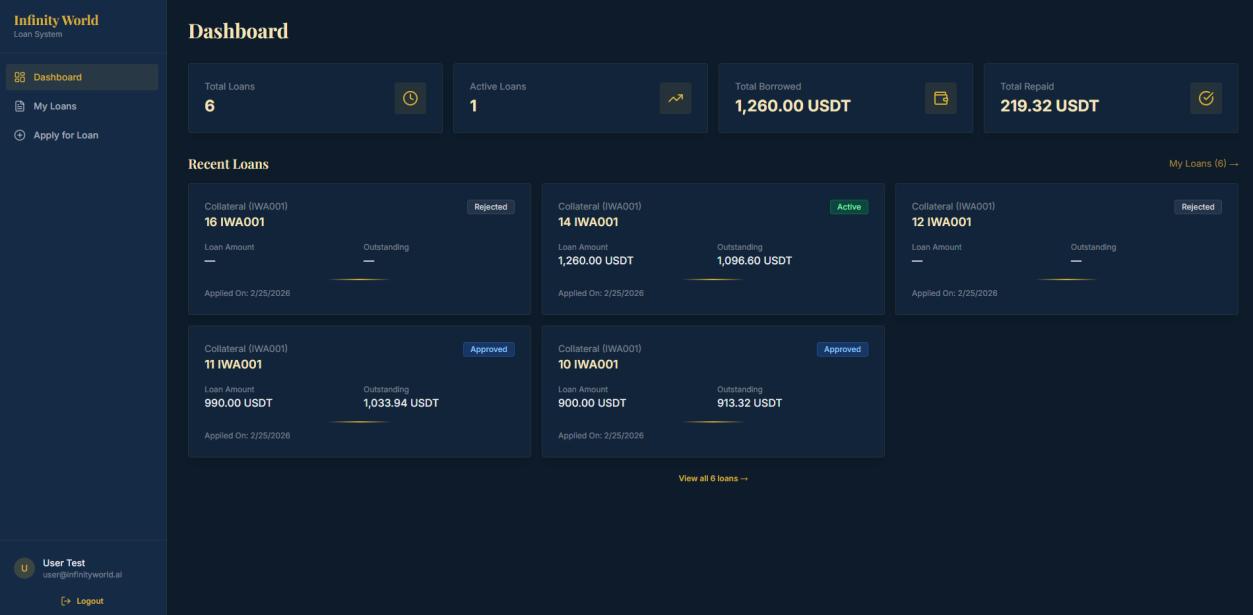 Infinity World
Loan System
Dashboard
My Loans
Apply for Loan
User Test
user@infinityworld.ai
Logout
Dashboard
Total Loans
6
Active Loans
1
Total Borrowed
1,260.00 USDT
Total Repaid
219.32 USDT
Recent Loans
My Loans (6) →
Collateral (IWA001)
Rejected
16 IWA001
Loan Amount Outstanding
— —
Applied On: 2/25/2026
Collateral (IWA001)
Active
14 IWA001
Loan Amount Outstanding
1,260.00 USDT 1,096.60 USDT
Applied On: 2/25/2026
Collateral (IWA001)
Rejected
12 IWA001
Loan Amount Outstanding
— —
Applied On: 2/25/2026
Collateral (IWA001)
Approved
11 IWA001
Loan Amount Outstanding
990.00 USDT 1,033.94 USDT
Applied On: 2/25/2026
Collateral (IWA001)
Approved
10 IWA001
Loan Amount Outstanding
900.00 USDT 913.32 USDT
Applied On: 2/25/2026
View all 6 loans →
U